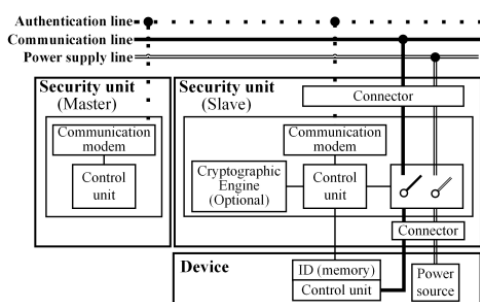 Authentication line
Communication line
Power supply line
Security unit
(Master)
Communication
modem
Control
unit
Security unit
(Slave)
Connector
Communication
modem
Cryptographic
Engine
(Optional)
Control
unit
Connector
Device
ID (memory)
Control unit
Power
source